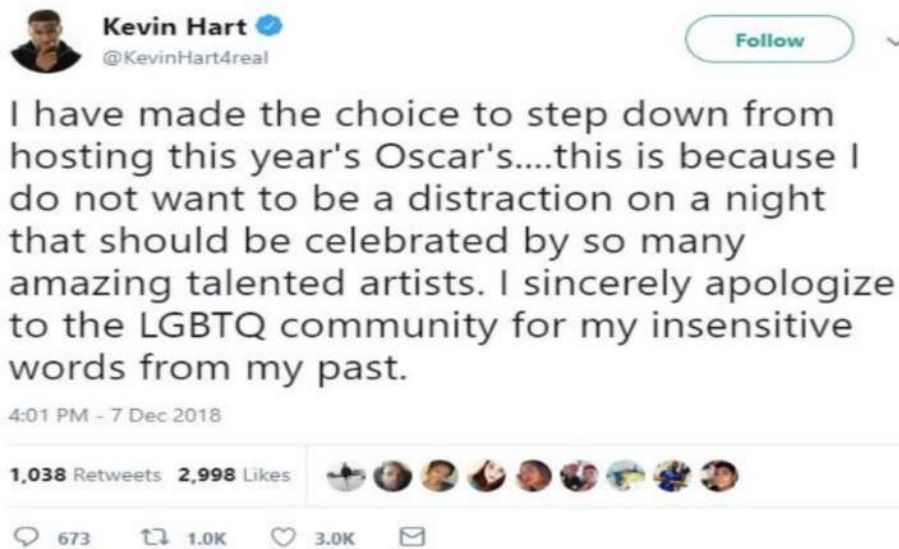 Kevin Hart
@KevinHart4real
Follow
I have made the choice to step down from
hosting this year's Oscar's....this is because I
do not want to be a distraction on a night
that should be celebrated by so many
amazing talented artists. I sincerely apologize
to the LGBTQ community for my insensitive
words from my past.
4:01 PM - 7 Dec 2018
1,038 Retweets 2,998 Likes
673 1.0K 3.0K